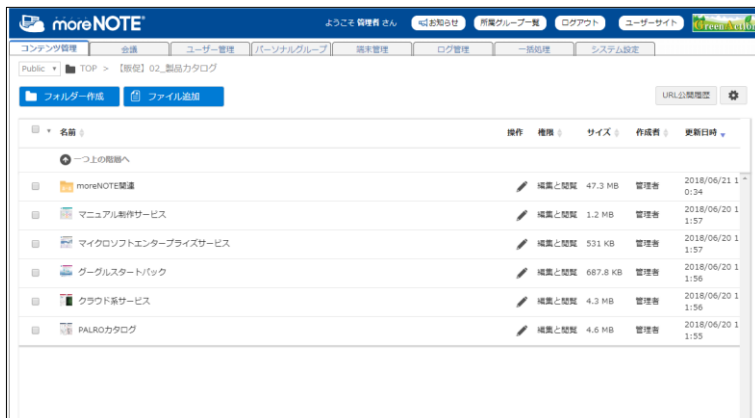 moreNOTE
ようこそ 管理者 さん お知らせ 所属グループ一覧 ログアウト ユーザーサイト Green Action
コンテンツ管理 会議 ユーザー管理 パーソナルグループ 端末管理 ログ管理 一括処理 システム設定
Public TOP > 【販促】02_製品カタログ
フォルダー作成 ファイル追加 URL公開履歴
名前 操作 権限 サイズ 作成者 更新日時
一つ上の階層へ
moreNOTE関連 編集と閲覧 47.3 MB 管理者 2018/06/21 1
0:34
マニュアル制作サービス 編集と閲覧 1.2 MB 管理者 2018/06/20 1
1:57
マイクロソフトエンタープライズサービス 編集と閲覧 531 KB 管理者 2018/06/20 1
1:57
グーグルスタートパック 編集と閲覧 687.8 KB 管理者 2018/06/20 1
1:56
クラウド系サービス 編集と閲覧 4.3 MB 管理者 2018/06/20 1
1:56
PALROカタログ 編集と閲覧 4.6 MB 管理者 2018/06/20 1
1:55